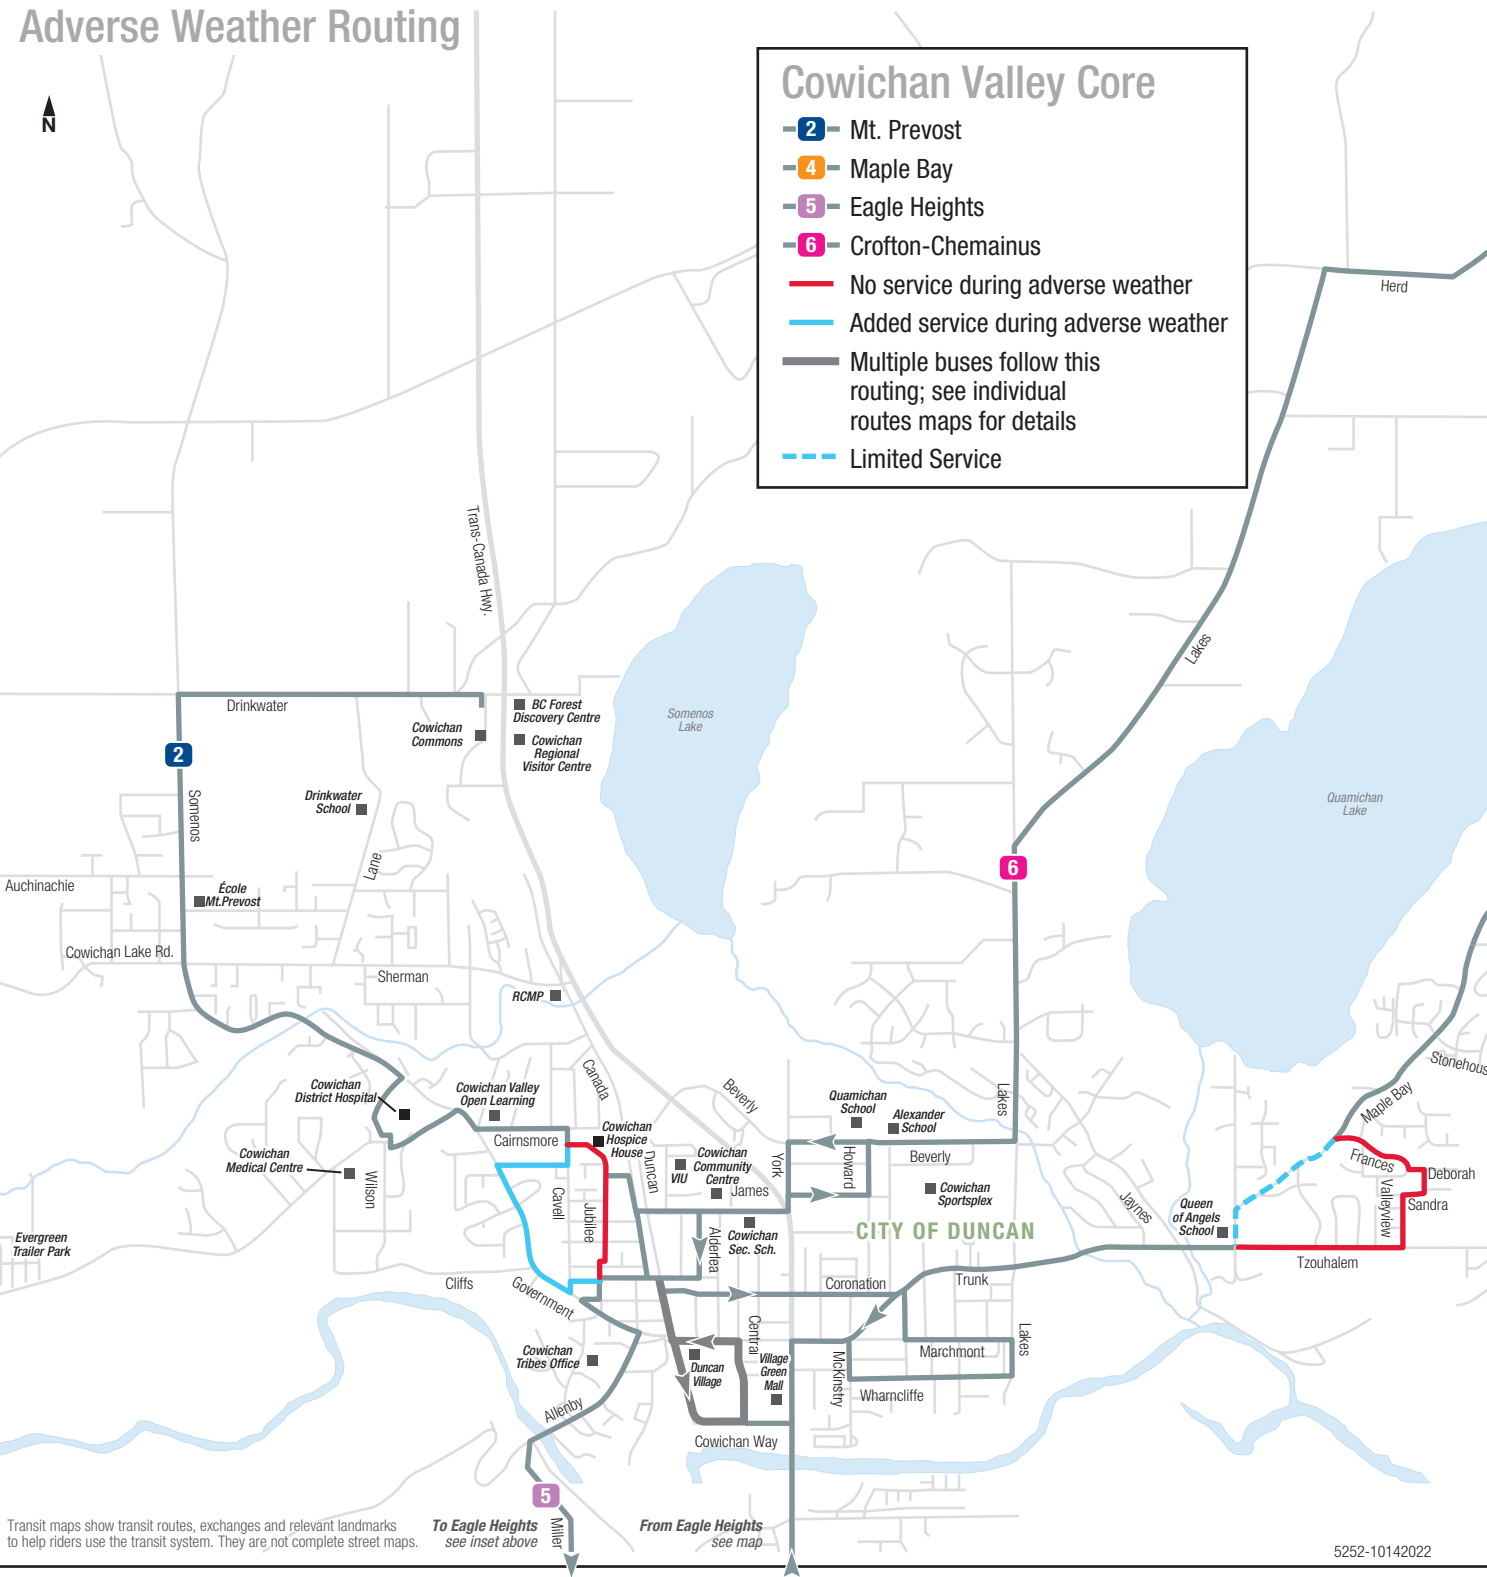 Adverse Weather Routing
N
Cowichan Valley Core
2 Mt. Prevost
4 Maple Bay
5 Eagle Heights
6 Crofton-Chemainus
No service during adverse weather
Added service during adverse weather
Multiple buses follow this
routing; see individual
routes maps for details
Limited Service
Herd
Trans-Canada Hwy.
Lakes
Drinkwater
BC Forest
Discovery Centre
Cowichan
Commons
Cowichan
Regional
Visitor Centre
Somenos
Lake
2
Somenos
Drinkwater
School
Quamichan
Lake
Lane
6
Auchinachie
École
Mt.Prevost
Cowichan Lake Rd.
Sherman
RCMP
Canada
Beverly
Lakes
Stonehous
Maple Bay
Cowichan
District Hospital
Cowichan Valley
Open Learning
Quamichan
School
Alexander
School
Cairnsmore
Cowichan
Hospice
House
Cowichan
Medical Centre
Wilson
Duncan
VIU
Cowichan
Community
Centre
James
York
Howard
Beverly
Cowichan
Sportsplex
Frances
Deborah
Valleyview
Sandra
Cavell
Jubilee
Jaynes
Queen
of Angels
School
Evergreen
Trailer Park
Alderlea
Cowichan
Sec. Sch.
CITY OF DUNCAN
Tzouhalem
Cliffs
Government
Coronation
Trunk
Central
Cowichan
Tribes Office
Duncan
Village
Village
Green
Mall
McKinstry
Marchmont
Lakes
Wharncliffe
Allenby
Cowichan Way
5
Miller
Transit maps show transit routes, exchanges and relevant landmarks
to help riders use the transit system. They are not complete street maps.
To Eagle Heights
see inset above
From Eagle Heights
see map
5252-10142022